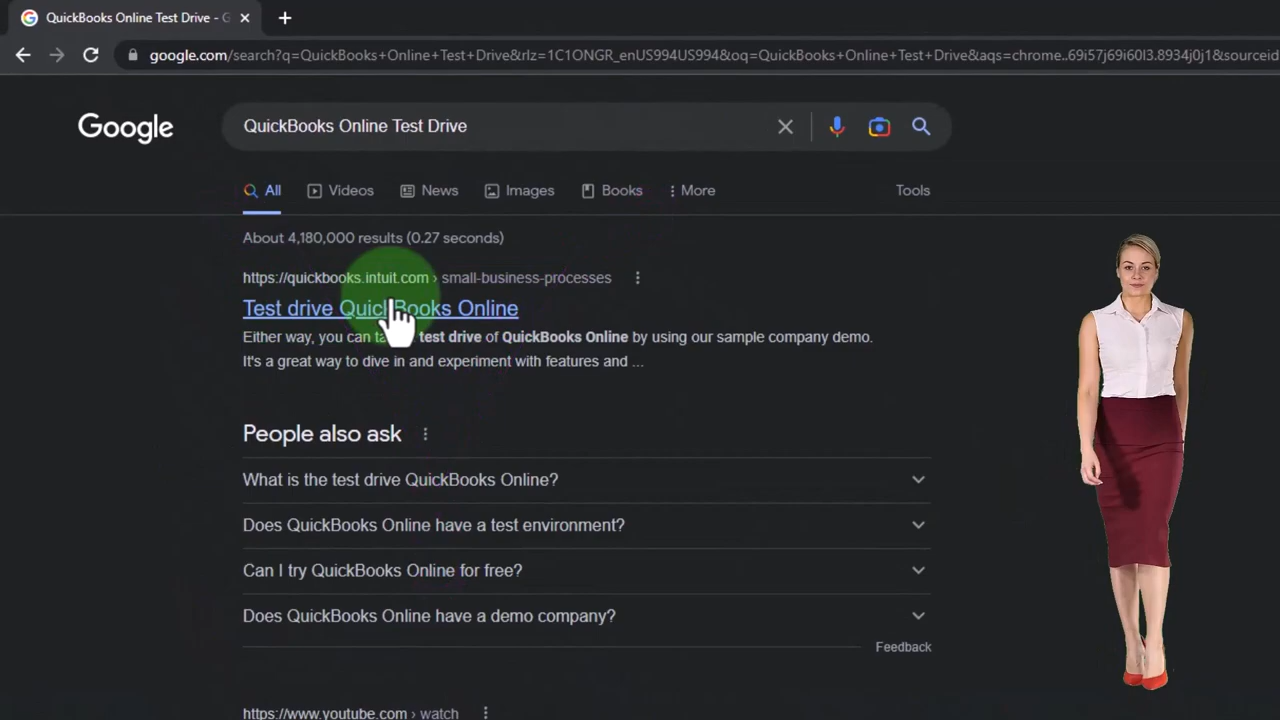 QuickBooks Online Test Drive - G
google.com/search?q=QuickBooks+Online+Test+Drive&rlz=1C1ONGR_enUS994US994&oq=QuickBooks+Online+Test+Drive&aqs=chrome..69i57j69i60l3.8934j0j1&sourceid
Google
QuickBooks Online Test Drive
All Videos News Images Books More Tools
About 4,180,000 results (0.27 seconds)
https://quickbooks.intuit.com › small-business-processes
Test drive QuickBooks Online
Either way, you can ta test drive of QuickBooks Online by using our sample company demo.
It's a great way to dive in and experiment with features and ...
People also ask
What is the test drive QuickBooks Online?
Does QuickBooks Online have a test environment?
Can I try QuickBooks Online for free?
Does QuickBooks Online have a demo company?
Feedback
https://www.youtube.com › watch